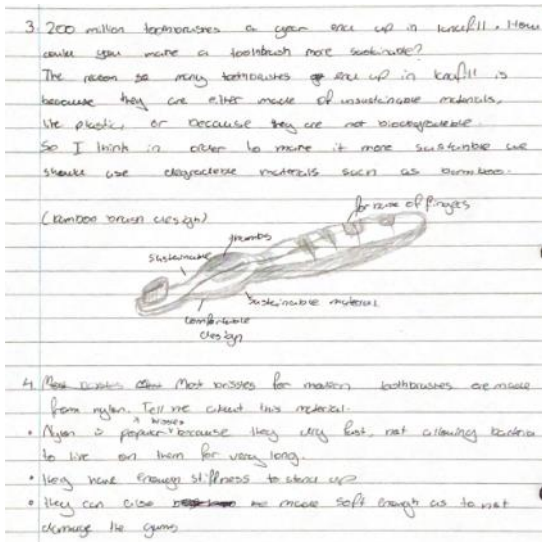 3. 200 million toothbrushes a year end up in landfill. How
could you make a toothbrush more sustainable?
The reason so many toothbrushes end up in landfill is
because they are either made of unsustainable materials,
like plastic, or because they are not biodegradable.
So I think in order to make it more sustainable we
should use degradable materials such as bamboo.
(bamboo brush design)
for ease of fingers
thumbs
sustainable
sustainable material
comfortable
design
4. Most brissles for modern toothbrushes are made
from nylon. Tell me about this material.
brissles
• Nylon is popular because they dry fast, not allowing bacteria
to live on them for very long.
• they have enough stiffness to stand up
• they can also be made soft enough as to not
damage the gums